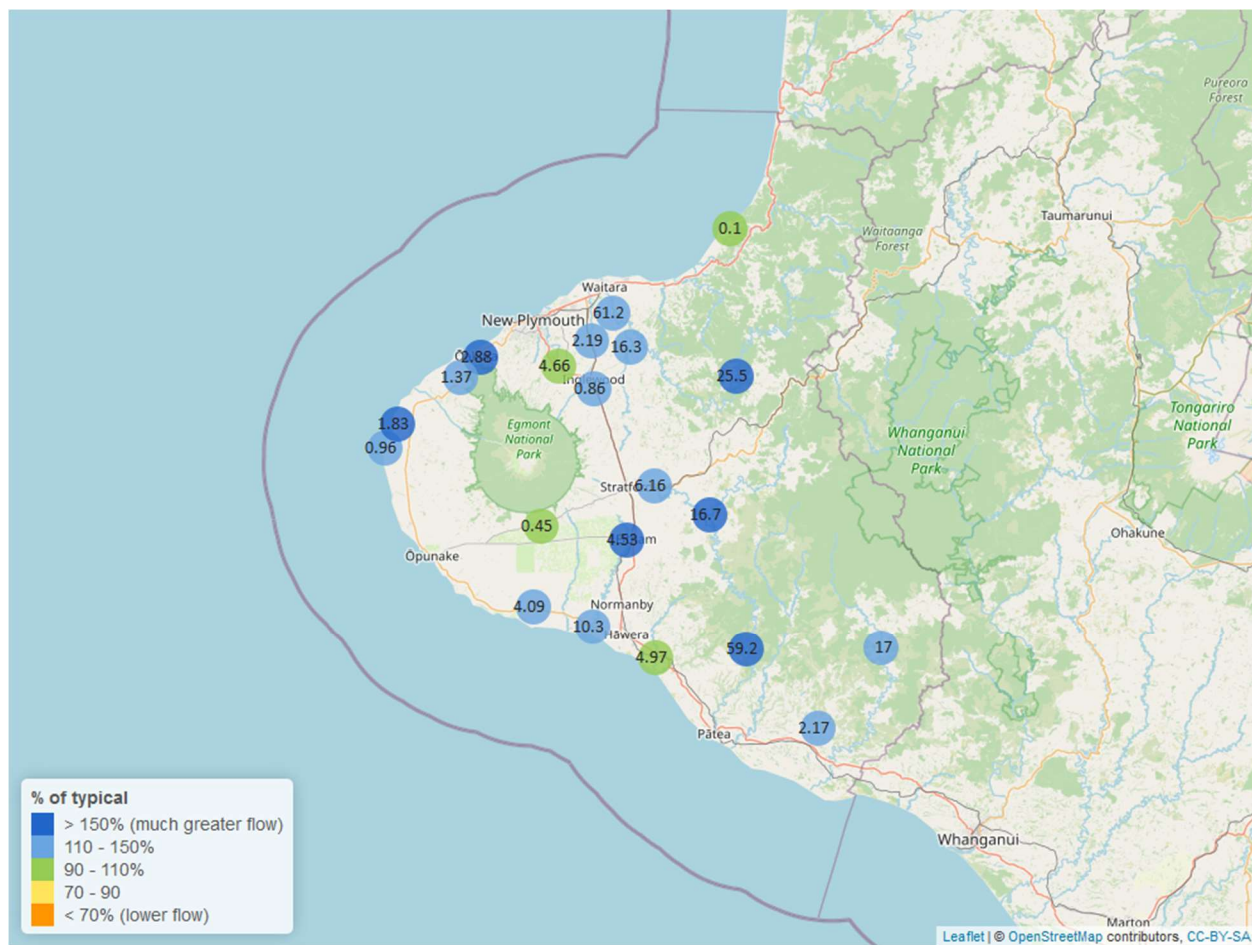 Pureora
Forest
Taumarunui
0.1
Waitaanga
Forest
Waitara
61.2
New Plymouth
2.19
16.3
2.88
4.66
1.37
0.86
25.5
1.83
Egmont
National
Park
0.96
Whanganui
National
Park
Tongariro
National
Park
6.16
16.7
0.45
4.53
Ohakune
Ōpunake
4.09
Normanby
10.3
Hāwera
4.97
59.2
17
2.17
Pātea
Whanganui
Marton
% of typical
> 150% (much greater flow)
110 - 150%
90 - 110%
70 - 90
< 70% (lower flow)
Leaflet | © OpenStreetMap contributors, CC-BY-SA